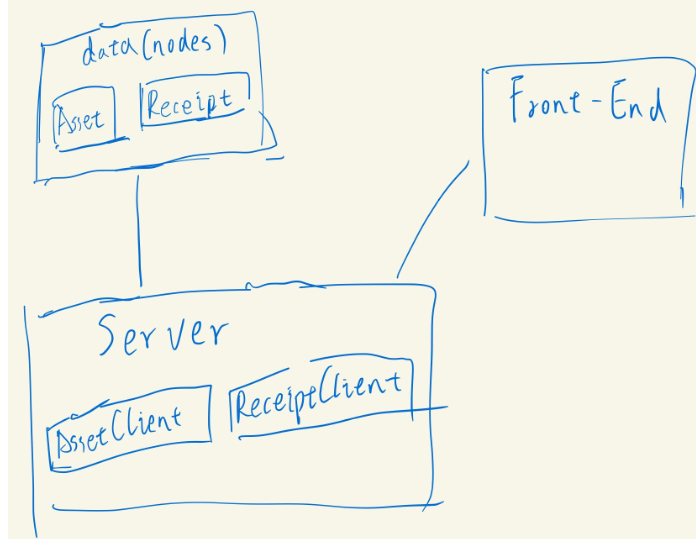 data(nodes)
Asset
Receipt
Front-End
Server
AssetClient
ReceiptClient